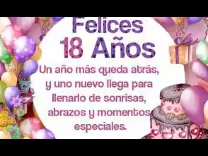 Felices
18 Años
Un año más queda atrás,
y uno nuevo llega para
llenarlo de sonrisas,
abrazos y momentos
especiales.